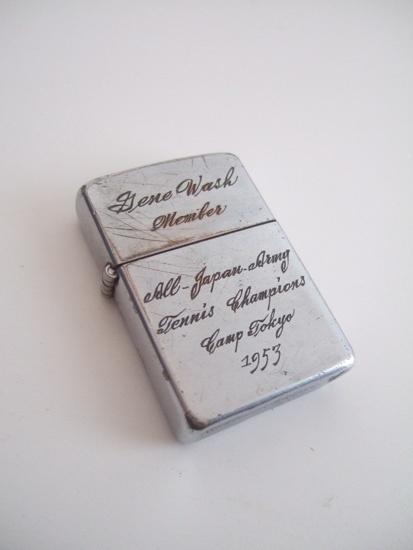 Gene Wash
Member
All-Japan-Army
Tennis Champions
Camp Tokyo
1953